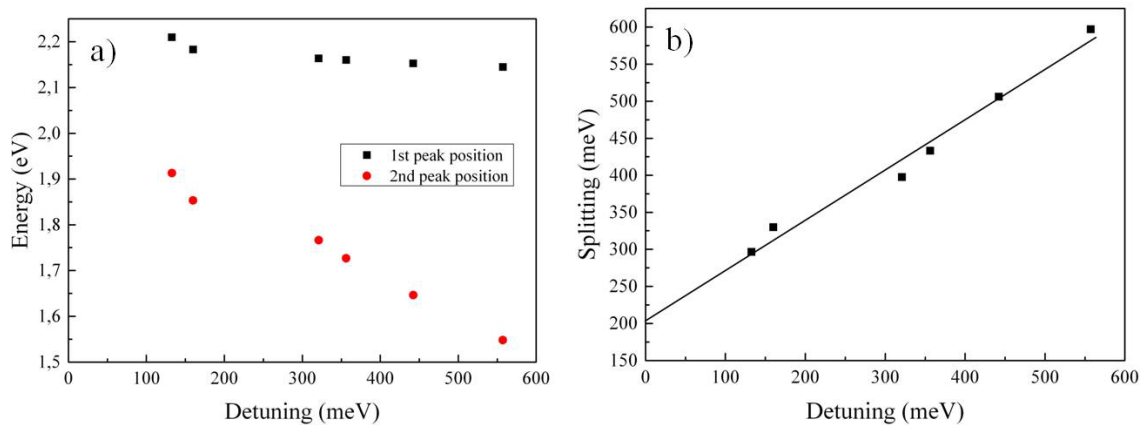 a)
2,2
2,1
2,0
1,9
1,8
1,7
1,6
1,5
Energy (eV)
1st peak position
2nd peak position
0 100 200 300 400 500 600
Detuning (meV)
b)
600
550
500
450
400
350
300
250
200
150
Splitting (meV)
0 100 200 300 400 500 600
Detuning (meV)